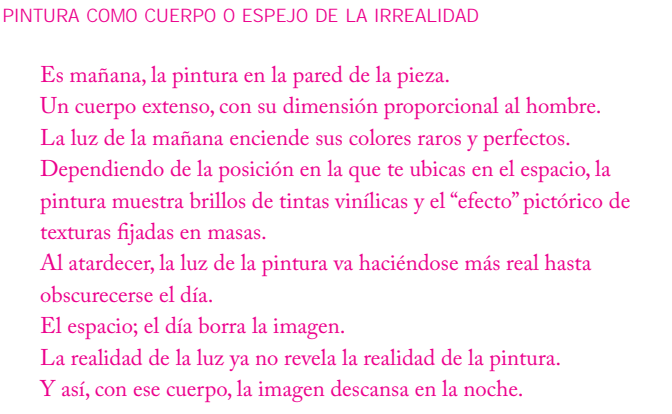 PINTURA COMO CUERPO O ESPEJO DE LA IRREALIDAD
Es mañana, la pintura en la pared de la pieza.
Un cuerpo extenso, con su dimensión proporcional al hombre.
La luz de la mañana enciende sus colores raros y perfectos.
Dependiendo de la posición en la que te ubicas en el espacio, la
pintura muestra brillos de tintas vinílicas y el “efecto” pictórico de
texturas fijadas en masas.
Al atardecer, la luz de la pintura va haciéndose más real hasta
obscurecerse el día.
El espacio; el día borra la imagen.
La realidad de la luz ya no revela la realidad de la pintura.
Y así, con ese cuerpo, la imagen descansa en la noche.